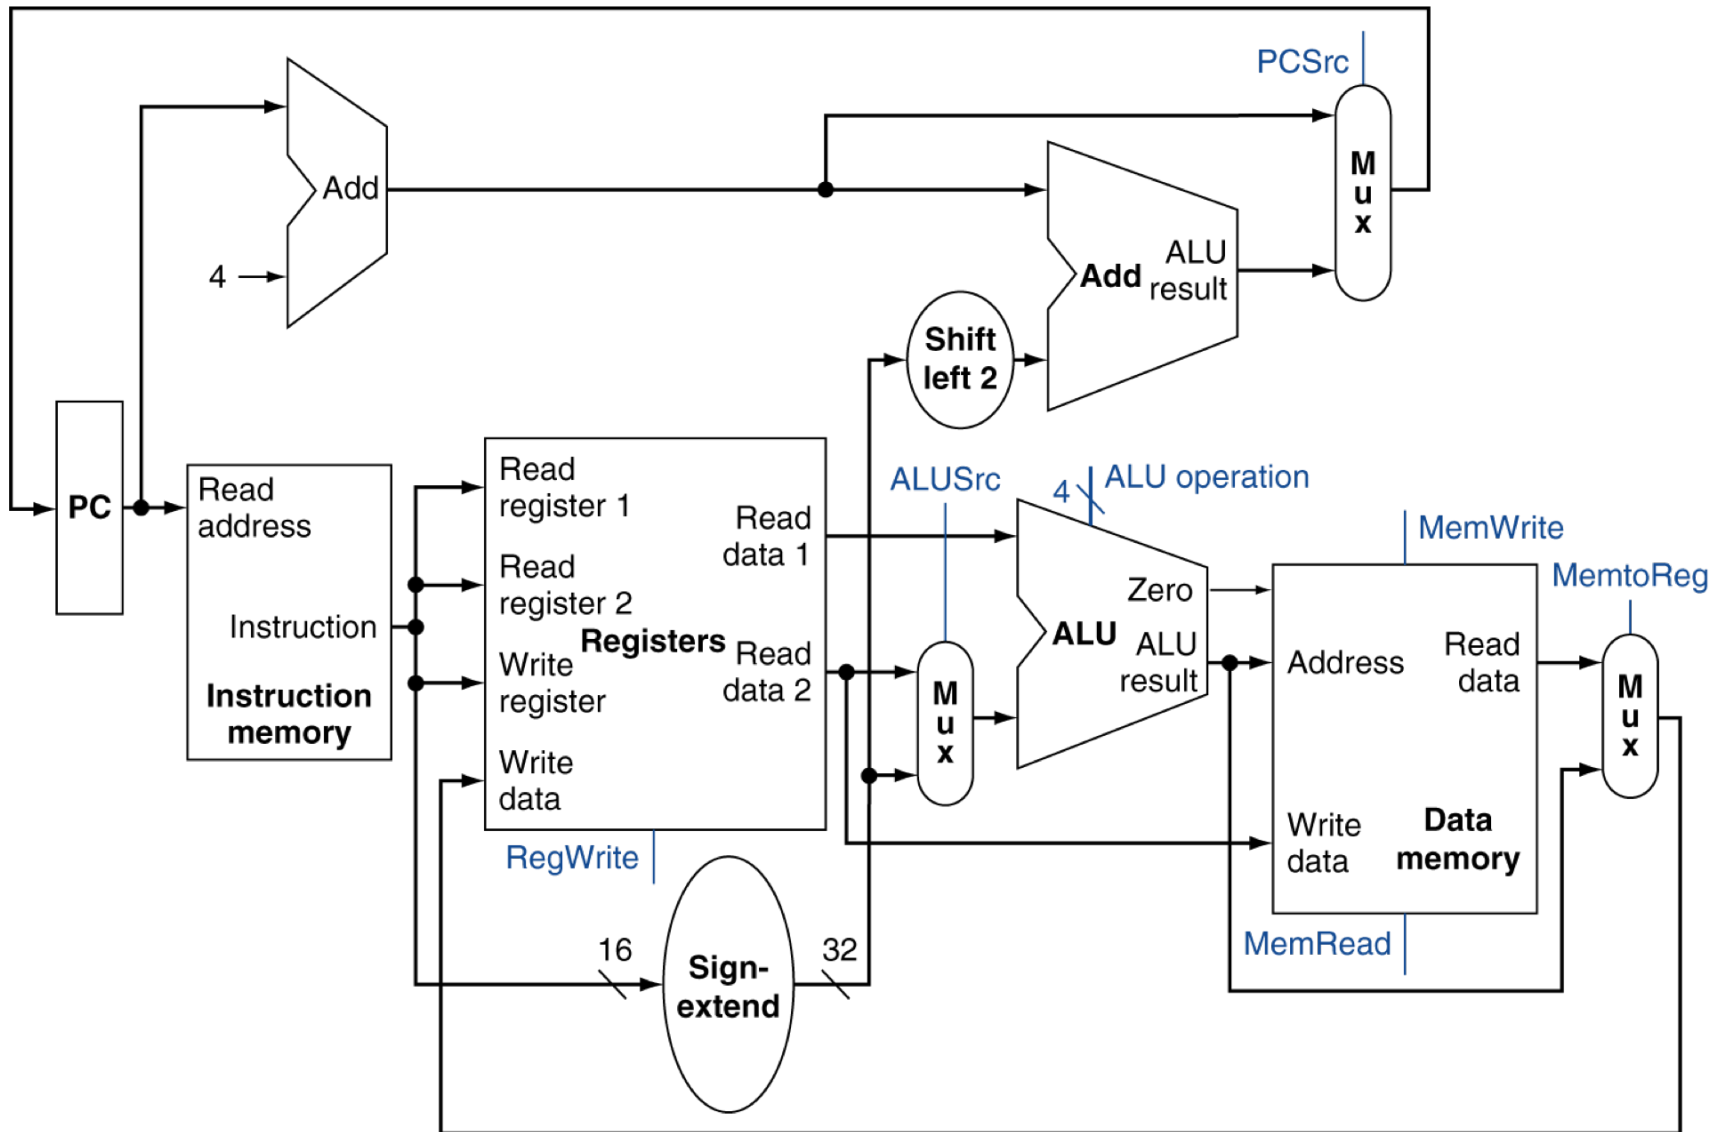 PCSrc
Add
4
M
u
x
Add
ALU
result
Shift
left 2
PC
Read
address
Instruction
Instruction
memory
Read
register 1
Read
register 2
Write
register
Write
data
Registers
Read
data 1
Read
data 2
RegWrite
16
Sign-
extend
32
ALUSrc
M
u
x
4
ALU operation
Zero
ALU
ALU
result
MemWrite
Address
Read
data
Write
data
Data
memory
MemRead
MemtoReg
M
u
x